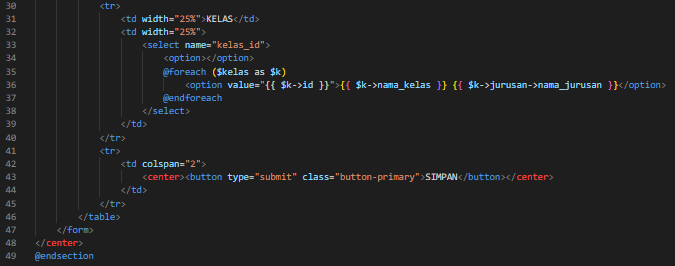 30 <tr>
31 <td width="25%">KELAS</td>
32 <td width="25%">
33 <select name="kelas_id">
34 <option></option>
35 @foreach ($kelas as $k)
36 <option value="{{ $k->id }}">{{ $k->nama_kelas }} {{ $k->jurusan->nama_jurusan }}</option>
37 @endforeach
38 </select>
39 </td>
40 </tr>
41 <tr>
42 <td colspan="2">
43 <center><button type="submit" class="button-primary">SIMPAN</button></center>
44 </td>
45 </tr>
46 </table>
47 </form>
48 </center>
49 @endsection